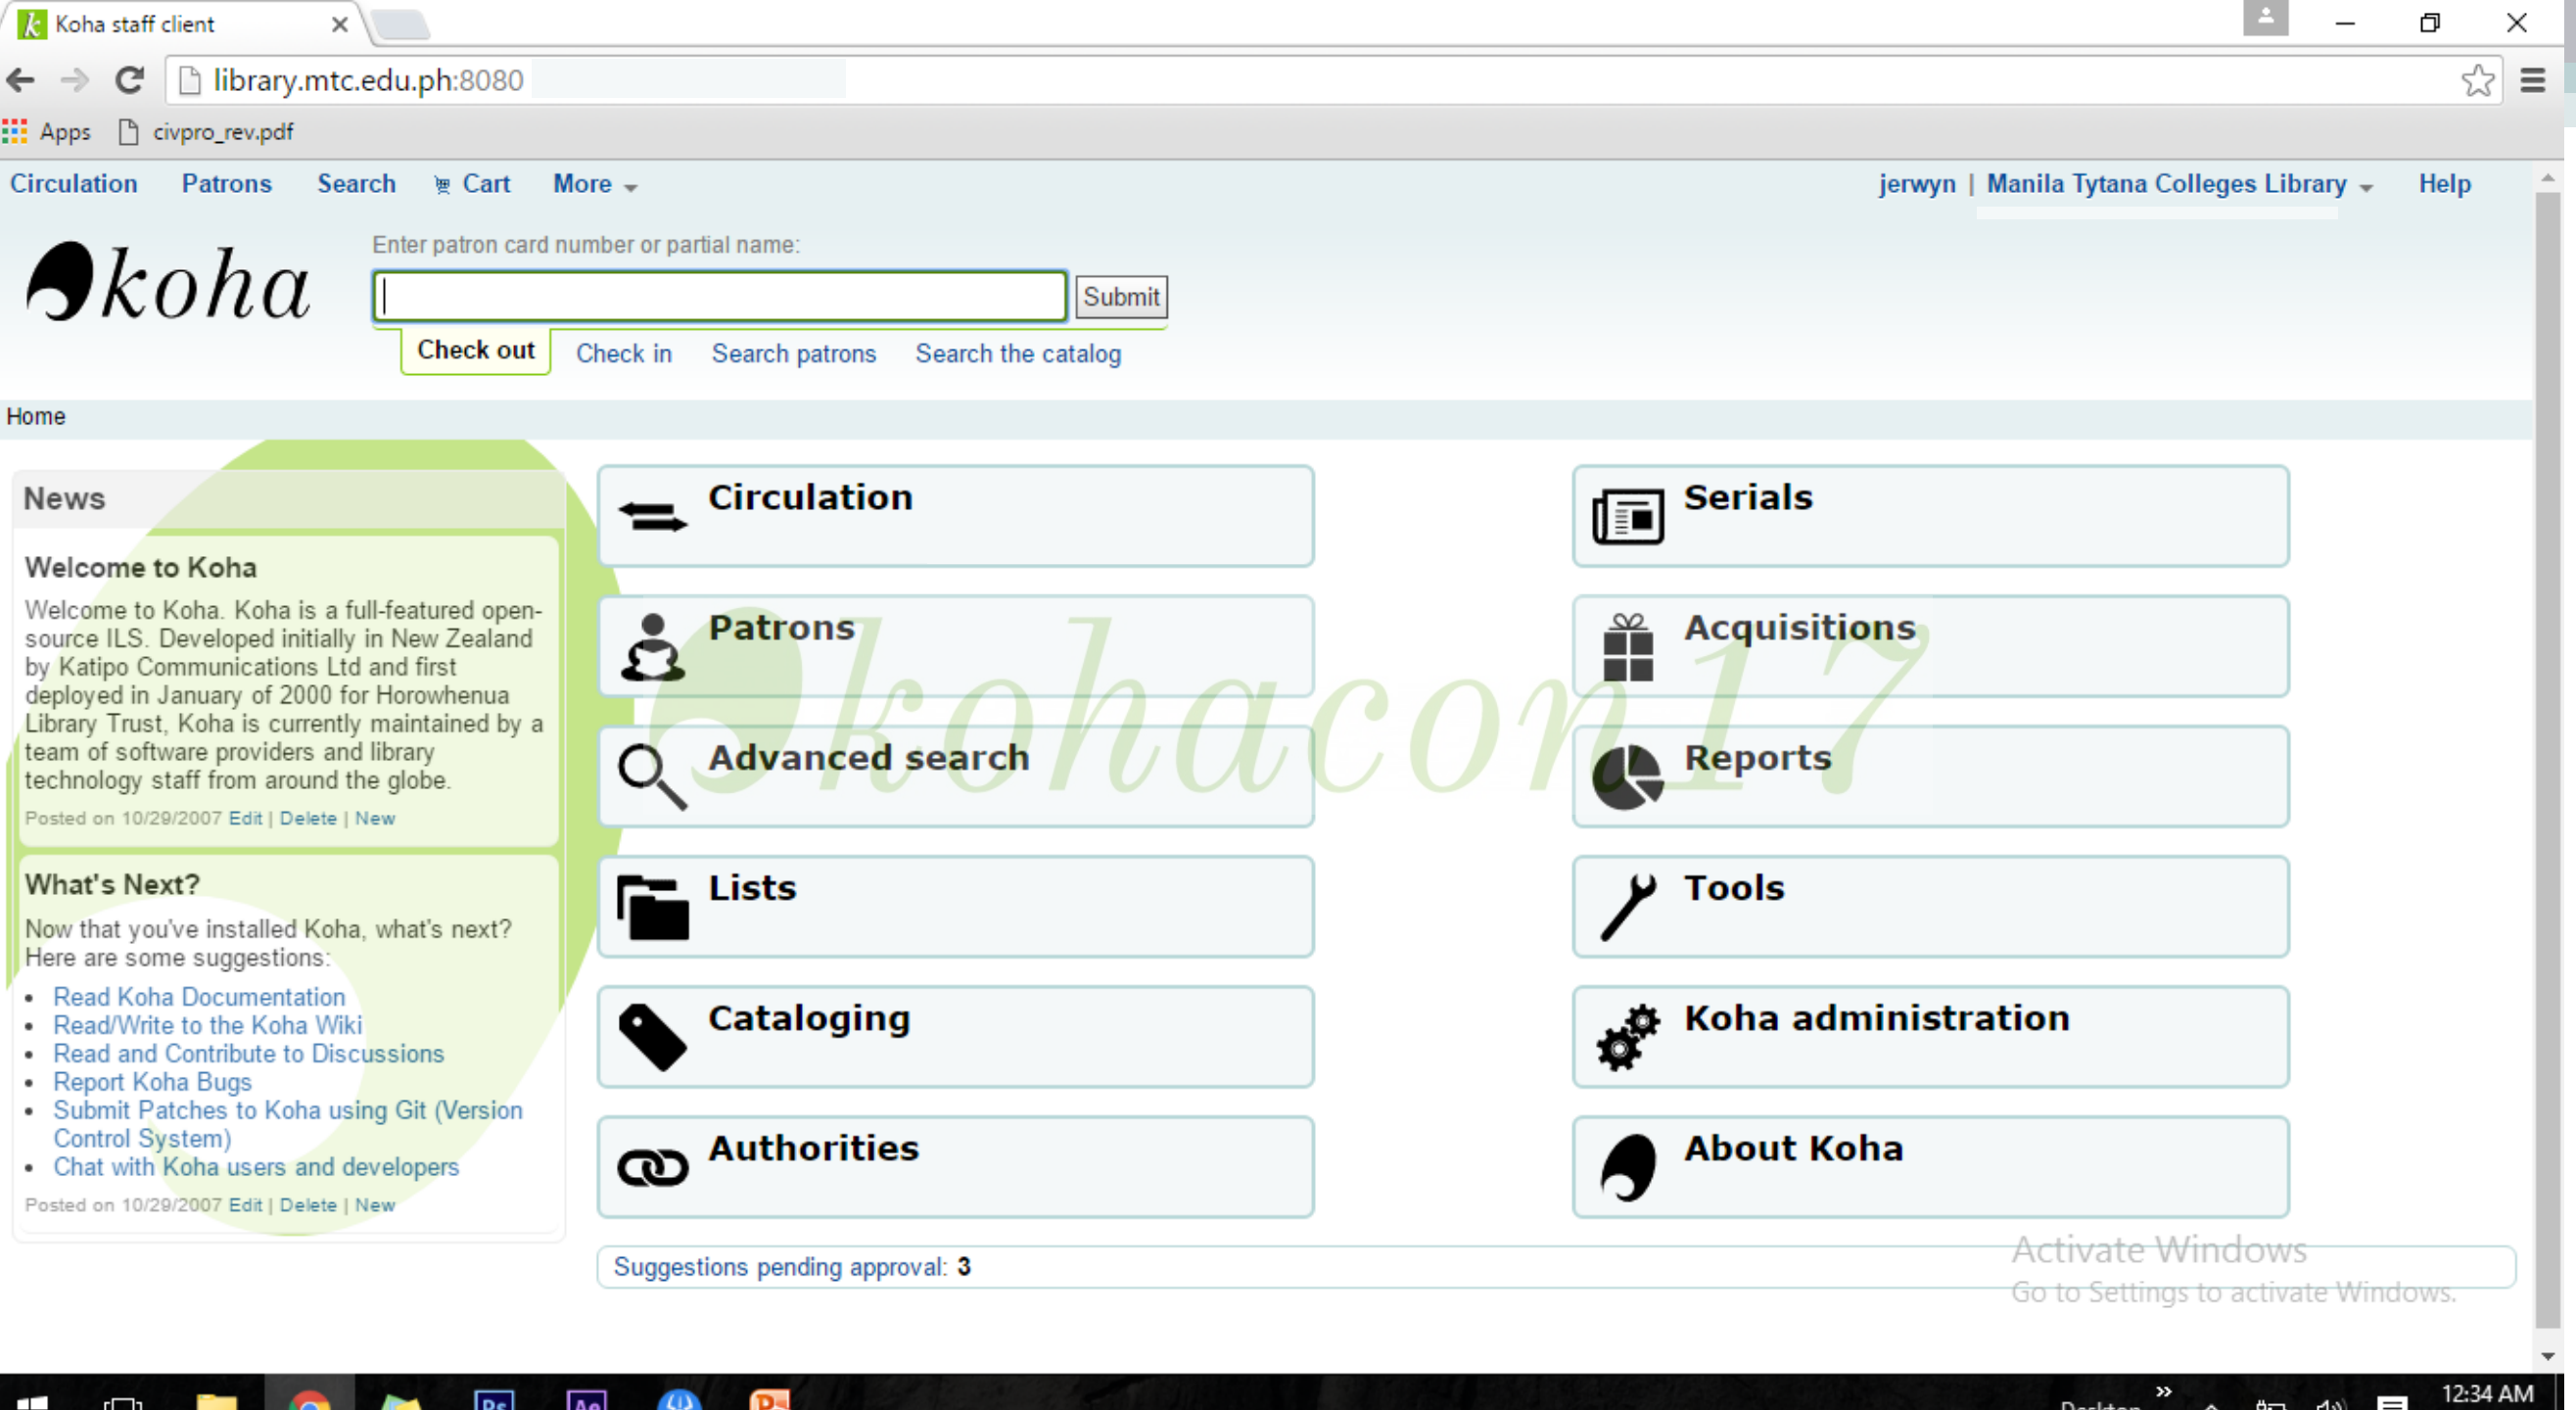 Koha staff client
library.mtc.edu.ph:8080
Apps civpro_rev.pdf
Circulation Patrons Search Cart More jerwyn | Manila Tytana Colleges Library Help
koha
Enter patron card number or partial name:
Submit
Check out Check in Search patrons Search the catalog
Home
News
Welcome to Koha
Welcome to Koha. Koha is a full-featured open-
source ILS. Developed initially in New Zealand
by Katipo Communications Ltd and first
deployed in January of 2000 for Horowhenua
Library Trust, Koha is currently maintained by a
team of software providers and library
technology staff from around the globe.
Posted on 10/29/2007 Edit | Delete | New
What's Next?
Now that you've installed Koha, what's next?
Here are some suggestions:
• Read Koha Documentation
• Read/Write to the Koha Wiki
• Read and Contribute to Discussions
• Report Koha Bugs
• Submit Patches to Koha using Git (Version
Control System)
• Chat with Koha users and developers
Posted on 10/29/2007 Edit | Delete | New
Circulation
Patrons
Advanced search
Lists
Cataloging
Authorities
Serials
Acquisitions
Reports
Tools
Koha administration
About Koha
kohacon17
Suggestions pending approval: 3
Activate Windows
Go to Settings to activate Windows.
Ps Ae
Desktop » 12:34 AM